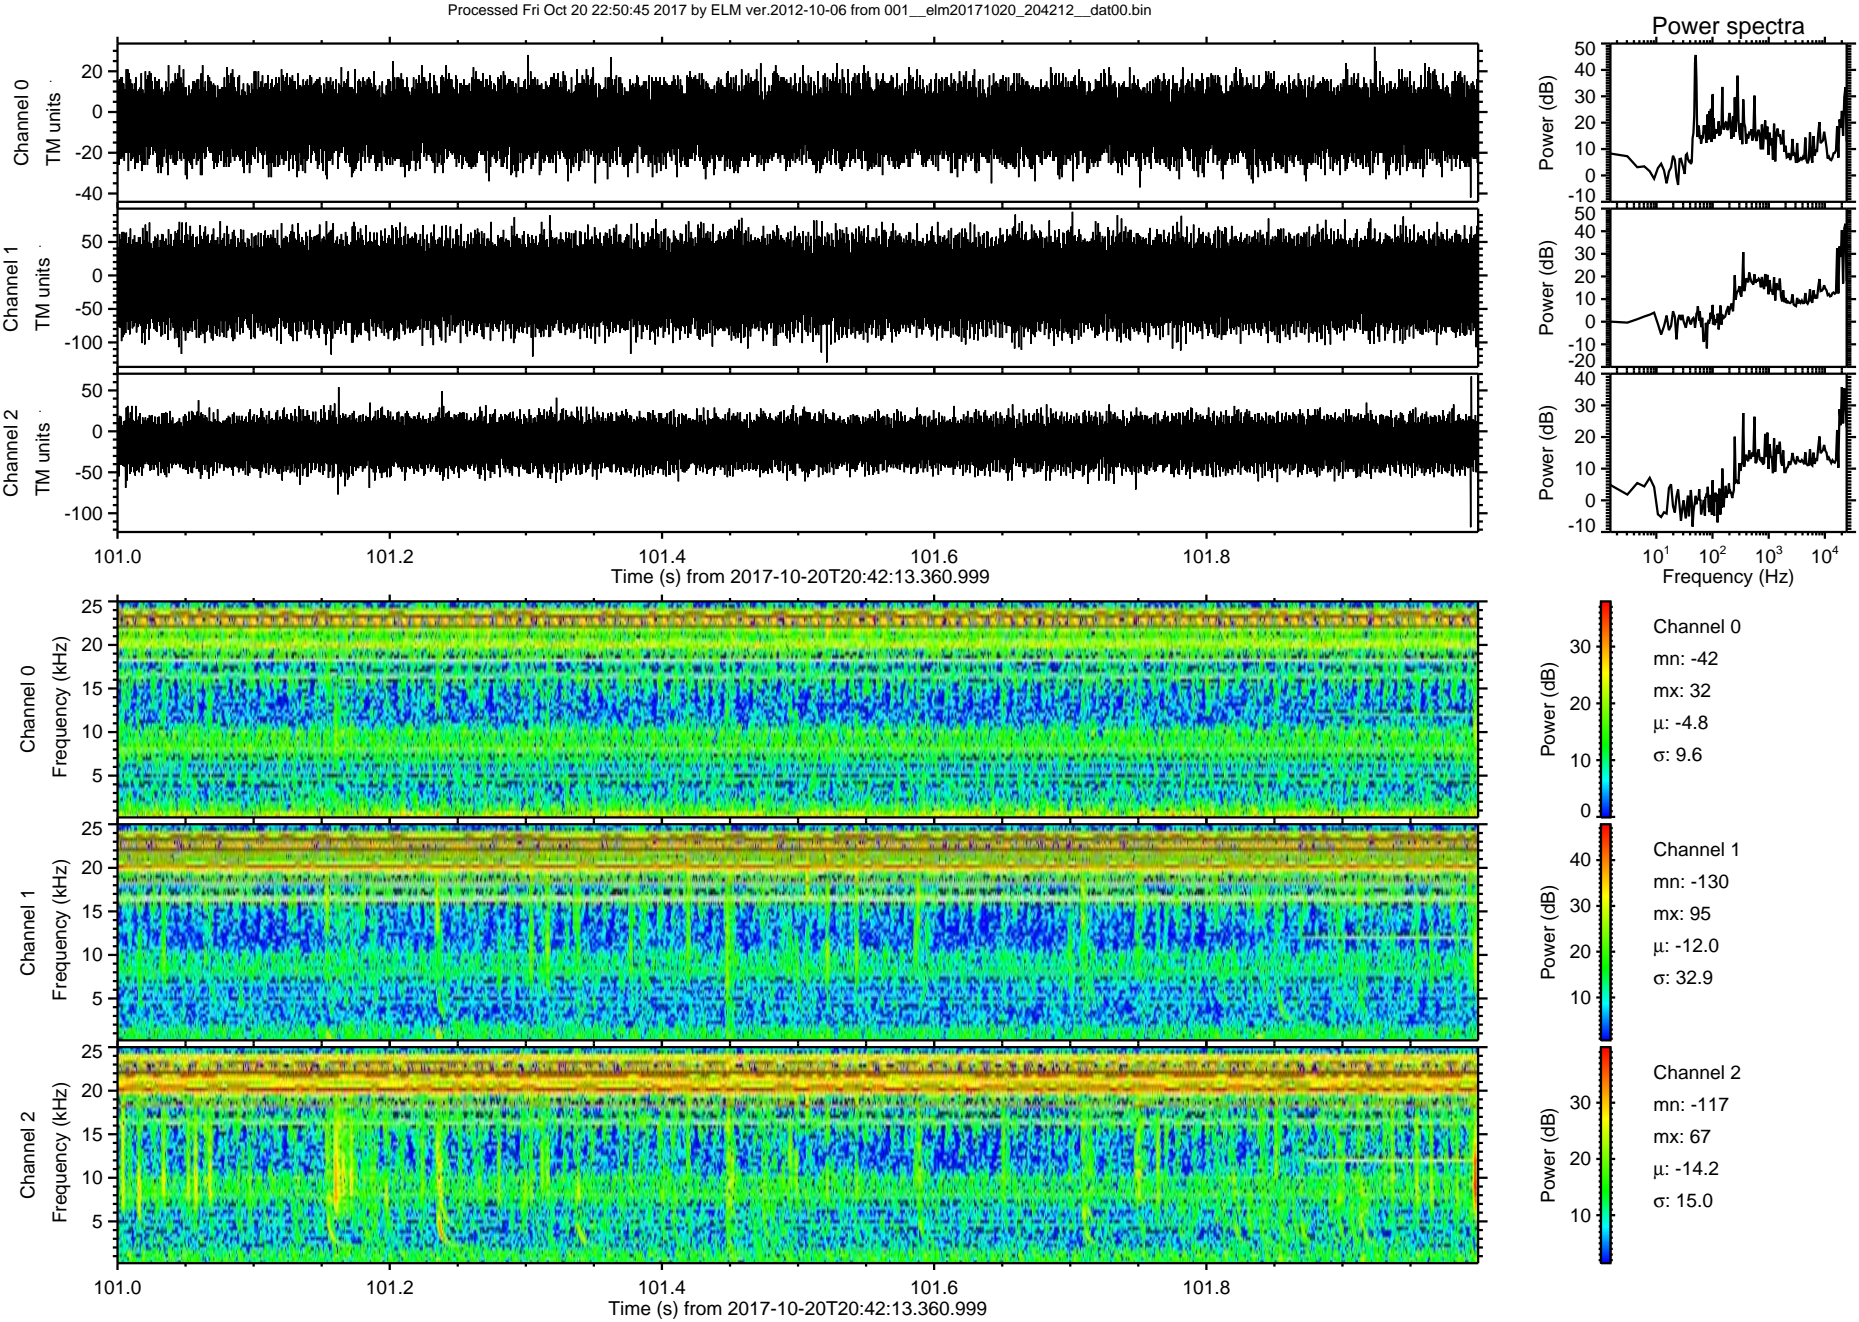 Processed Fri Oct 20 22:50:45 2017 by ELM ver.2012-10-06 from 001__elm20171020_204212__dat00.bin
Power spectra
Channel 0
TM units
20
0
-20
-40
Power (dB)
50
40
30
20
10
0
-10
Channel 1
TM units
50
0
-50
-100
Power (dB)
50
40
30
20
10
0
-10
-20
Channel 2
TM units
50
0
-50
-100
Power (dB)
40
30
20
10
0
-10
101.0 101.2 101.4 101.6 101.8
Time (s) from 2017-10-20T20:42:13.360.999
10^1 10^2 10^3 10^4
Frequency (Hz)
Channel 0
Frequency (kHz)
25
20
15
10
5
Power (dB)
30
20
10
0
Channel 0
mn: -42
mx: 32
μ: -4.8
σ: 9.6
Channel 1
Frequency (kHz)
25
20
15
10
5
Power (dB)
40
30
20
10
Channel 1
mn: -130
mx: 95
μ: -12.0
σ: 32.9
Channel 2
Frequency (kHz)
25
20
15
10
5
Power (dB)
30
20
10
Channel 2
mn: -117
mx: 67
μ: -14.2
σ: 15.0
101.0 101.2 101.4 101.6 101.8
Time (s) from 2017-10-20T20:42:13.360.999